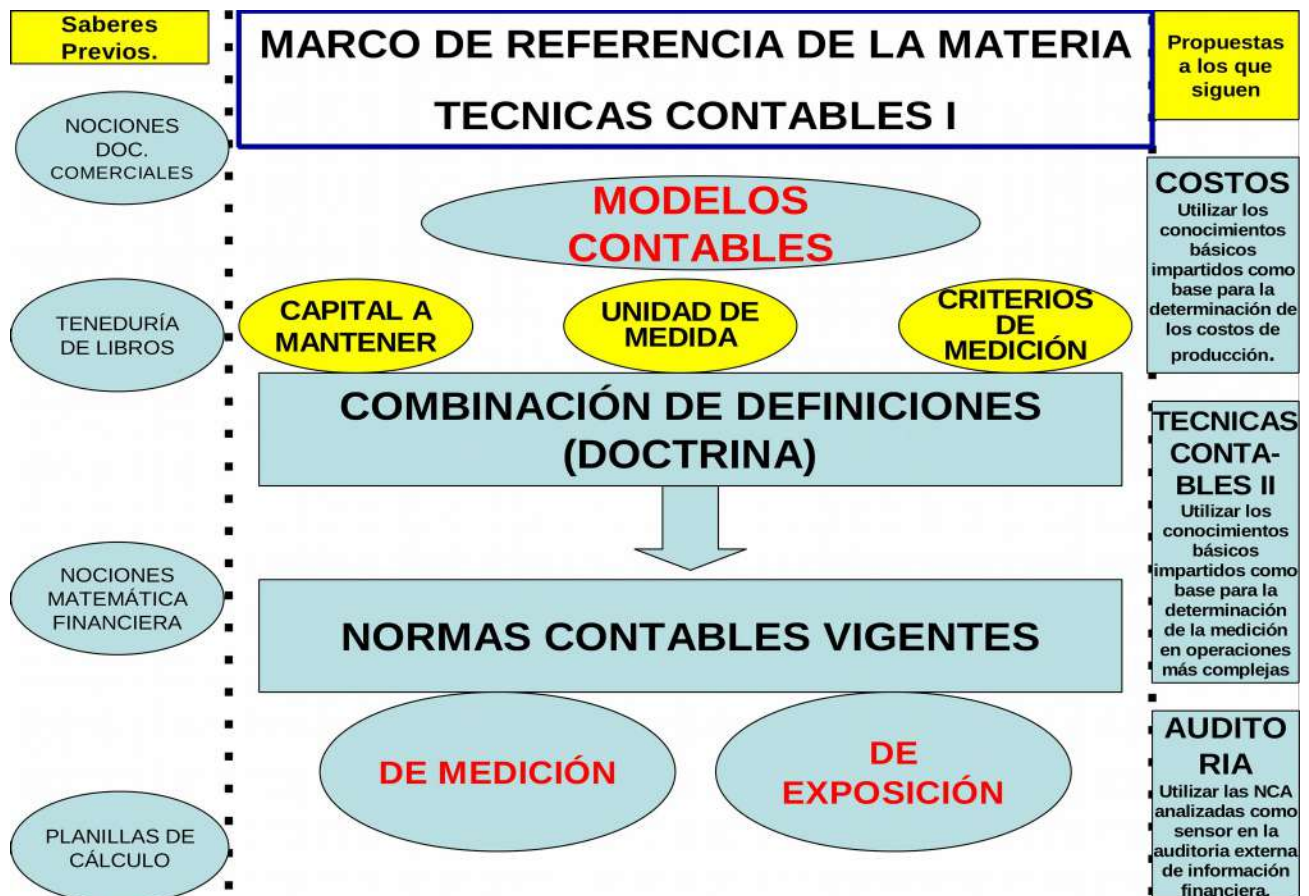 Saberes
Previos.
NOCIONES
DOC.
COMERCIALES
TENEDURÍA
DE LIBROS
NOCIONES
MATEMÁTICA
FINANCIERA
PLANILLAS DE
CÁLCULO
MARCO DE REFERENCIA DE LA MATERIA
TECNICAS CONTABLES I
MODELOS
CONTABLES
CAPITAL A
MANTENER
UNIDAD DE
MEDIDA
CRITERIOS
DE
MEDICIÓN
COMBINACIÓN DE DEFINICIONES
(DOCTRINA)
NORMAS CONTABLES VIGENTES
DE MEDICIÓN
DE
EXPOSICIÓN
Propuestas
a los que
siguen
COSTOS
Utilizar los
conocimientos
básicos
impartidos como
base para la
determinación de
los costos de
producción.
TECNICAS
CONTA-
BLES II
Utilizar los
conocimientos
básicos
impartidos como
base para la
determinación
de la medición
en operaciones
más complejas
AUDITO
RIA
Utilizar las NCA
analizadas como
sensor en la
auditoria externa
de información
financiera.